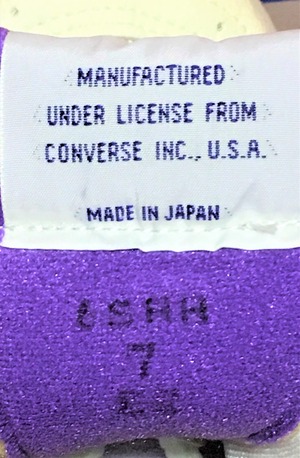 MANUFACTURED
UNDER LICENSE FROM
CONVERSE INC., U.S.A.
MADE IN JAPAN
7